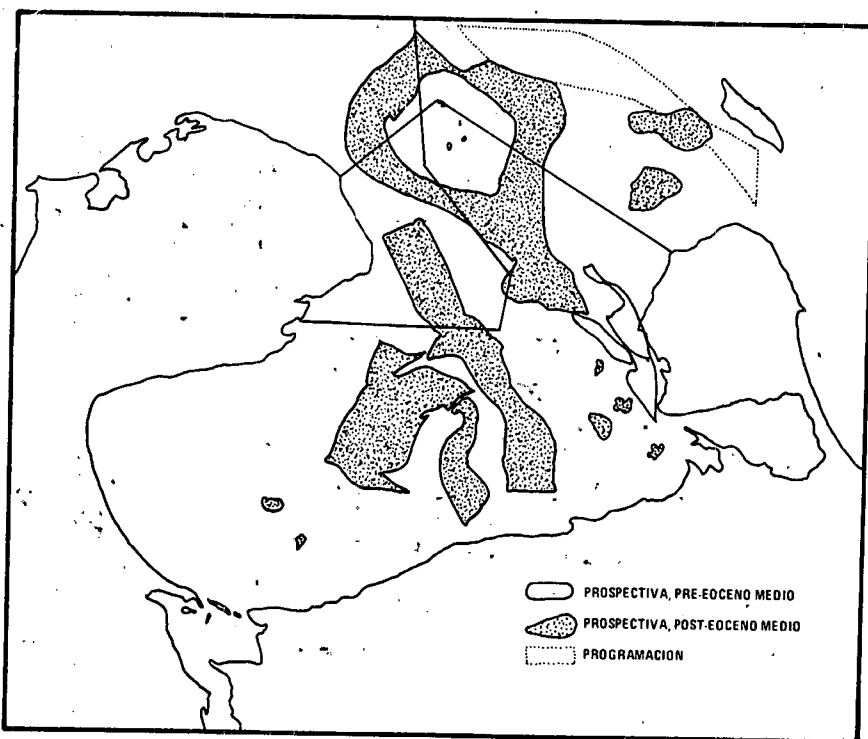 PROSPECTIVA, PRE-EOCENO MEDIO
PROSPECTIVA, POST-EOCENO MEDIO
PROGRAMACION